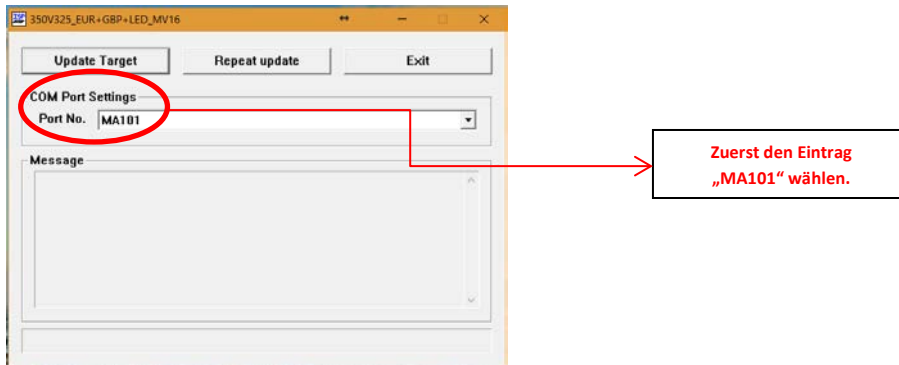 350V325_EUR+GBP+LED_MV16
Update Target
Repeat update
Exit
COM Port Settings
Port No.
MA101
Message
Zuerst den Eintrag
„MA101“ wählen.